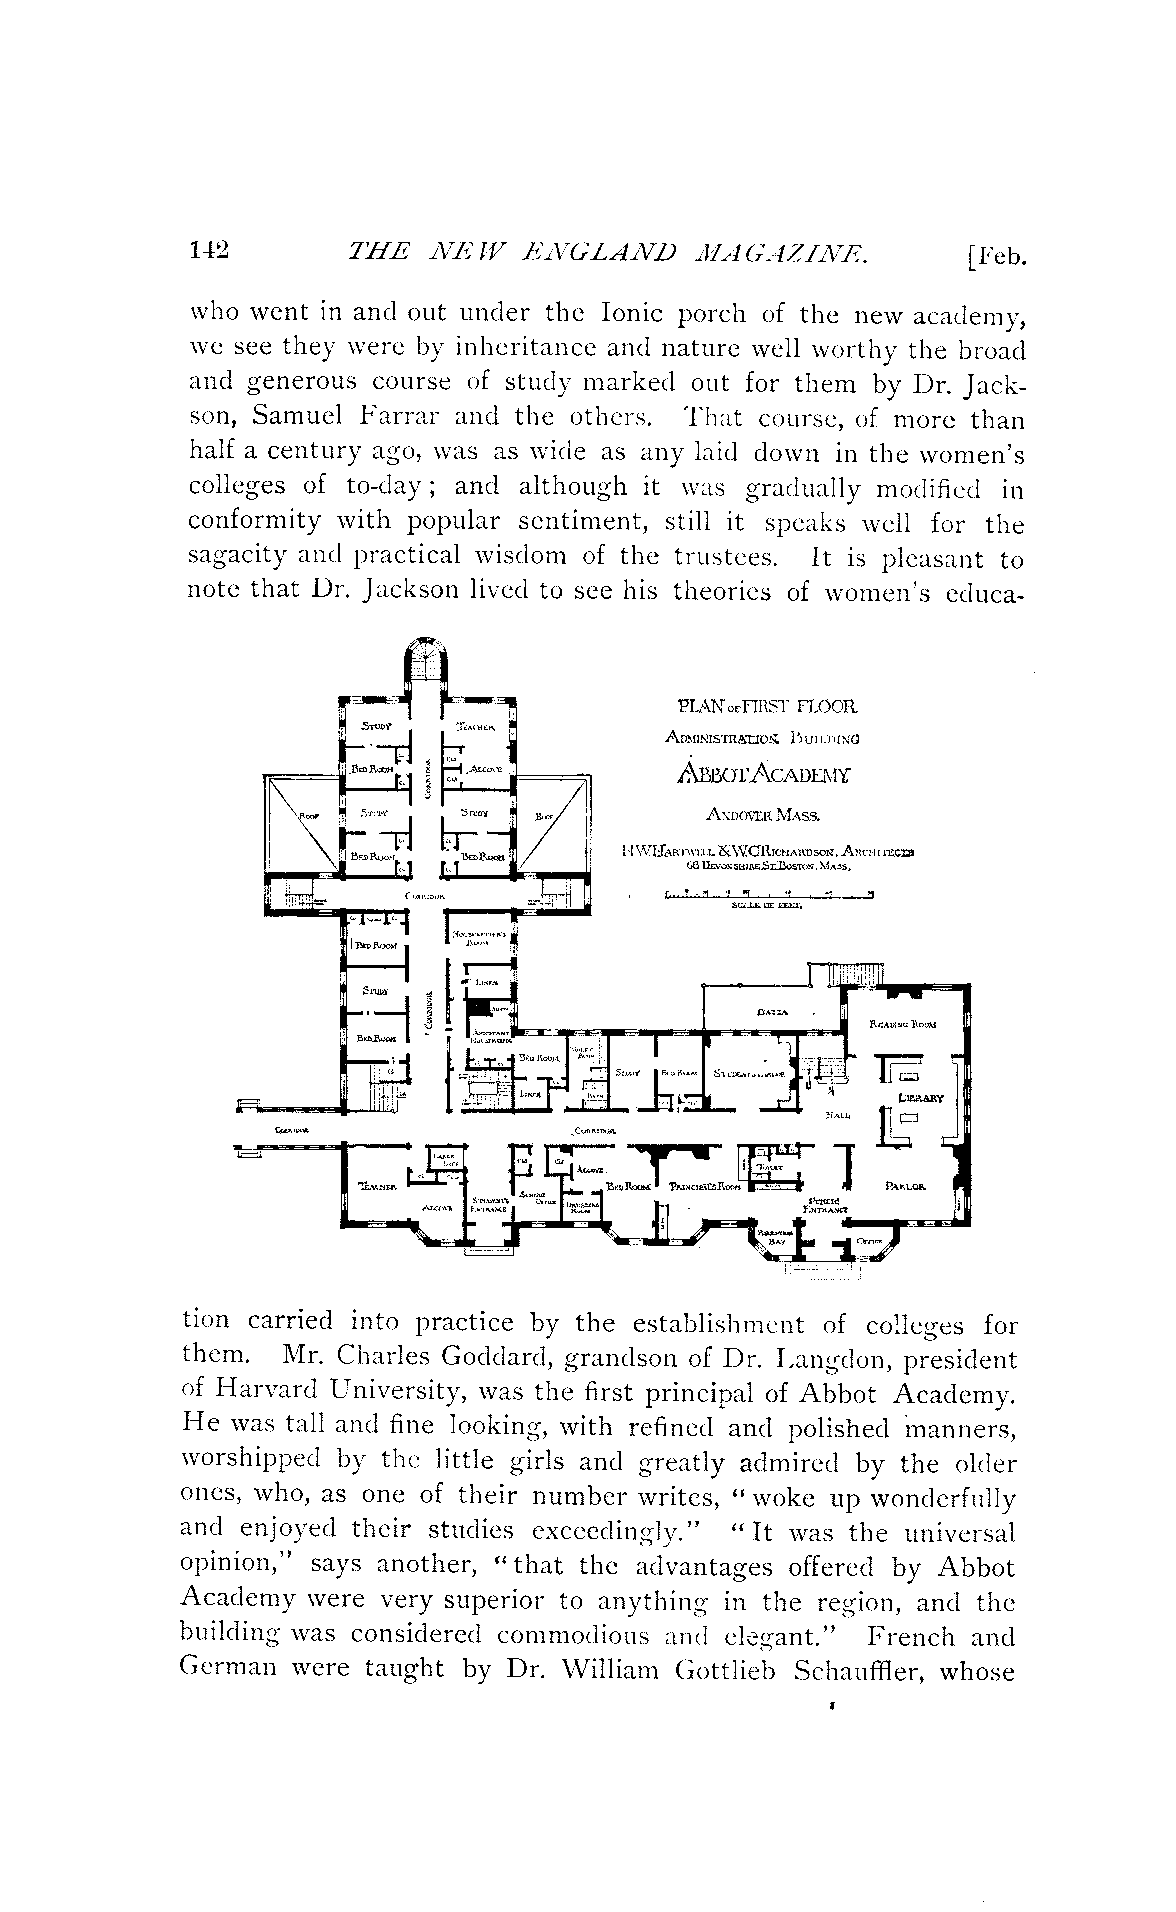 142 THE NEW ENGLAND MAGAZINE. [Feb.
who went in and out under the Ionic porch of the new academy,
we see they were by inheritance and nature well worthy the broad
and generous course of study marked out for them by Dr. Jack-
son, Samuel Farrar and the others. That course, of more than
half a century ago, was as wide as any laid down in the women's
colleges of to-day; and although it was gradually modified in
conformity with popular sentiment, still it speaks well for the
sagacity and practical wisdom of the trustees. It is pleasant to
note that Dr. Jackson lived to see his theories of women's educa-
PLAN OF FIRST FLOOR
ADMINISTRATION BUILDING
ABBOT ACADEMY
ANDOVER MASS.
H W HARTWELL & W C RICHARDSON, ARCHITECTS
68 DEVONSHIRE ST. BOSTON, MASS.
SCALE OF FEET.
STUDY TEACHER
BED ROOM ALCOVE
CORRIDOR
ROOF STUDY STUDY ROOF
BED ROOM BED ROOM
CORRIDOR
BED ROOM HOUSEKEEPER'S ROOM
STUDY LINEN
CORRIDOR
BED ROOM
PIAZZA READING ROOM
BED ROOM STUDY BED ROOM
LINEN BATH HALL LIBRARY
CORRIDOR CORRIDOR
TEACHER ALCOVE STUDENT'S ENTRANCE
ALCOVE DRESSING ROOM BED ROOM PRINCIPAL'S ROOM
TOILET PUBLIC ENTRANCE PARLOR
RECEPTION BAY OFFICE
tion carried into practice by the establishment of colleges for
them. Mr. Charles Goddard, grandson of Dr. Langdon, president
of Harvard University, was the first principal of Abbot Academy.
He was tall and fine looking, with refined and polished manners,
worshipped by the little girls and greatly admired by the older
ones, who, as one of their number writes, "woke up wonderfully
and enjoyed their studies exceedingly." "It was the universal
opinion," says another, "that the advantages offered by Abbot
Academy were very superior to anything in the region, and the
building was considered commodious and elegant." French and
German were taught by Dr. William Gottlieb Schauffler, whose